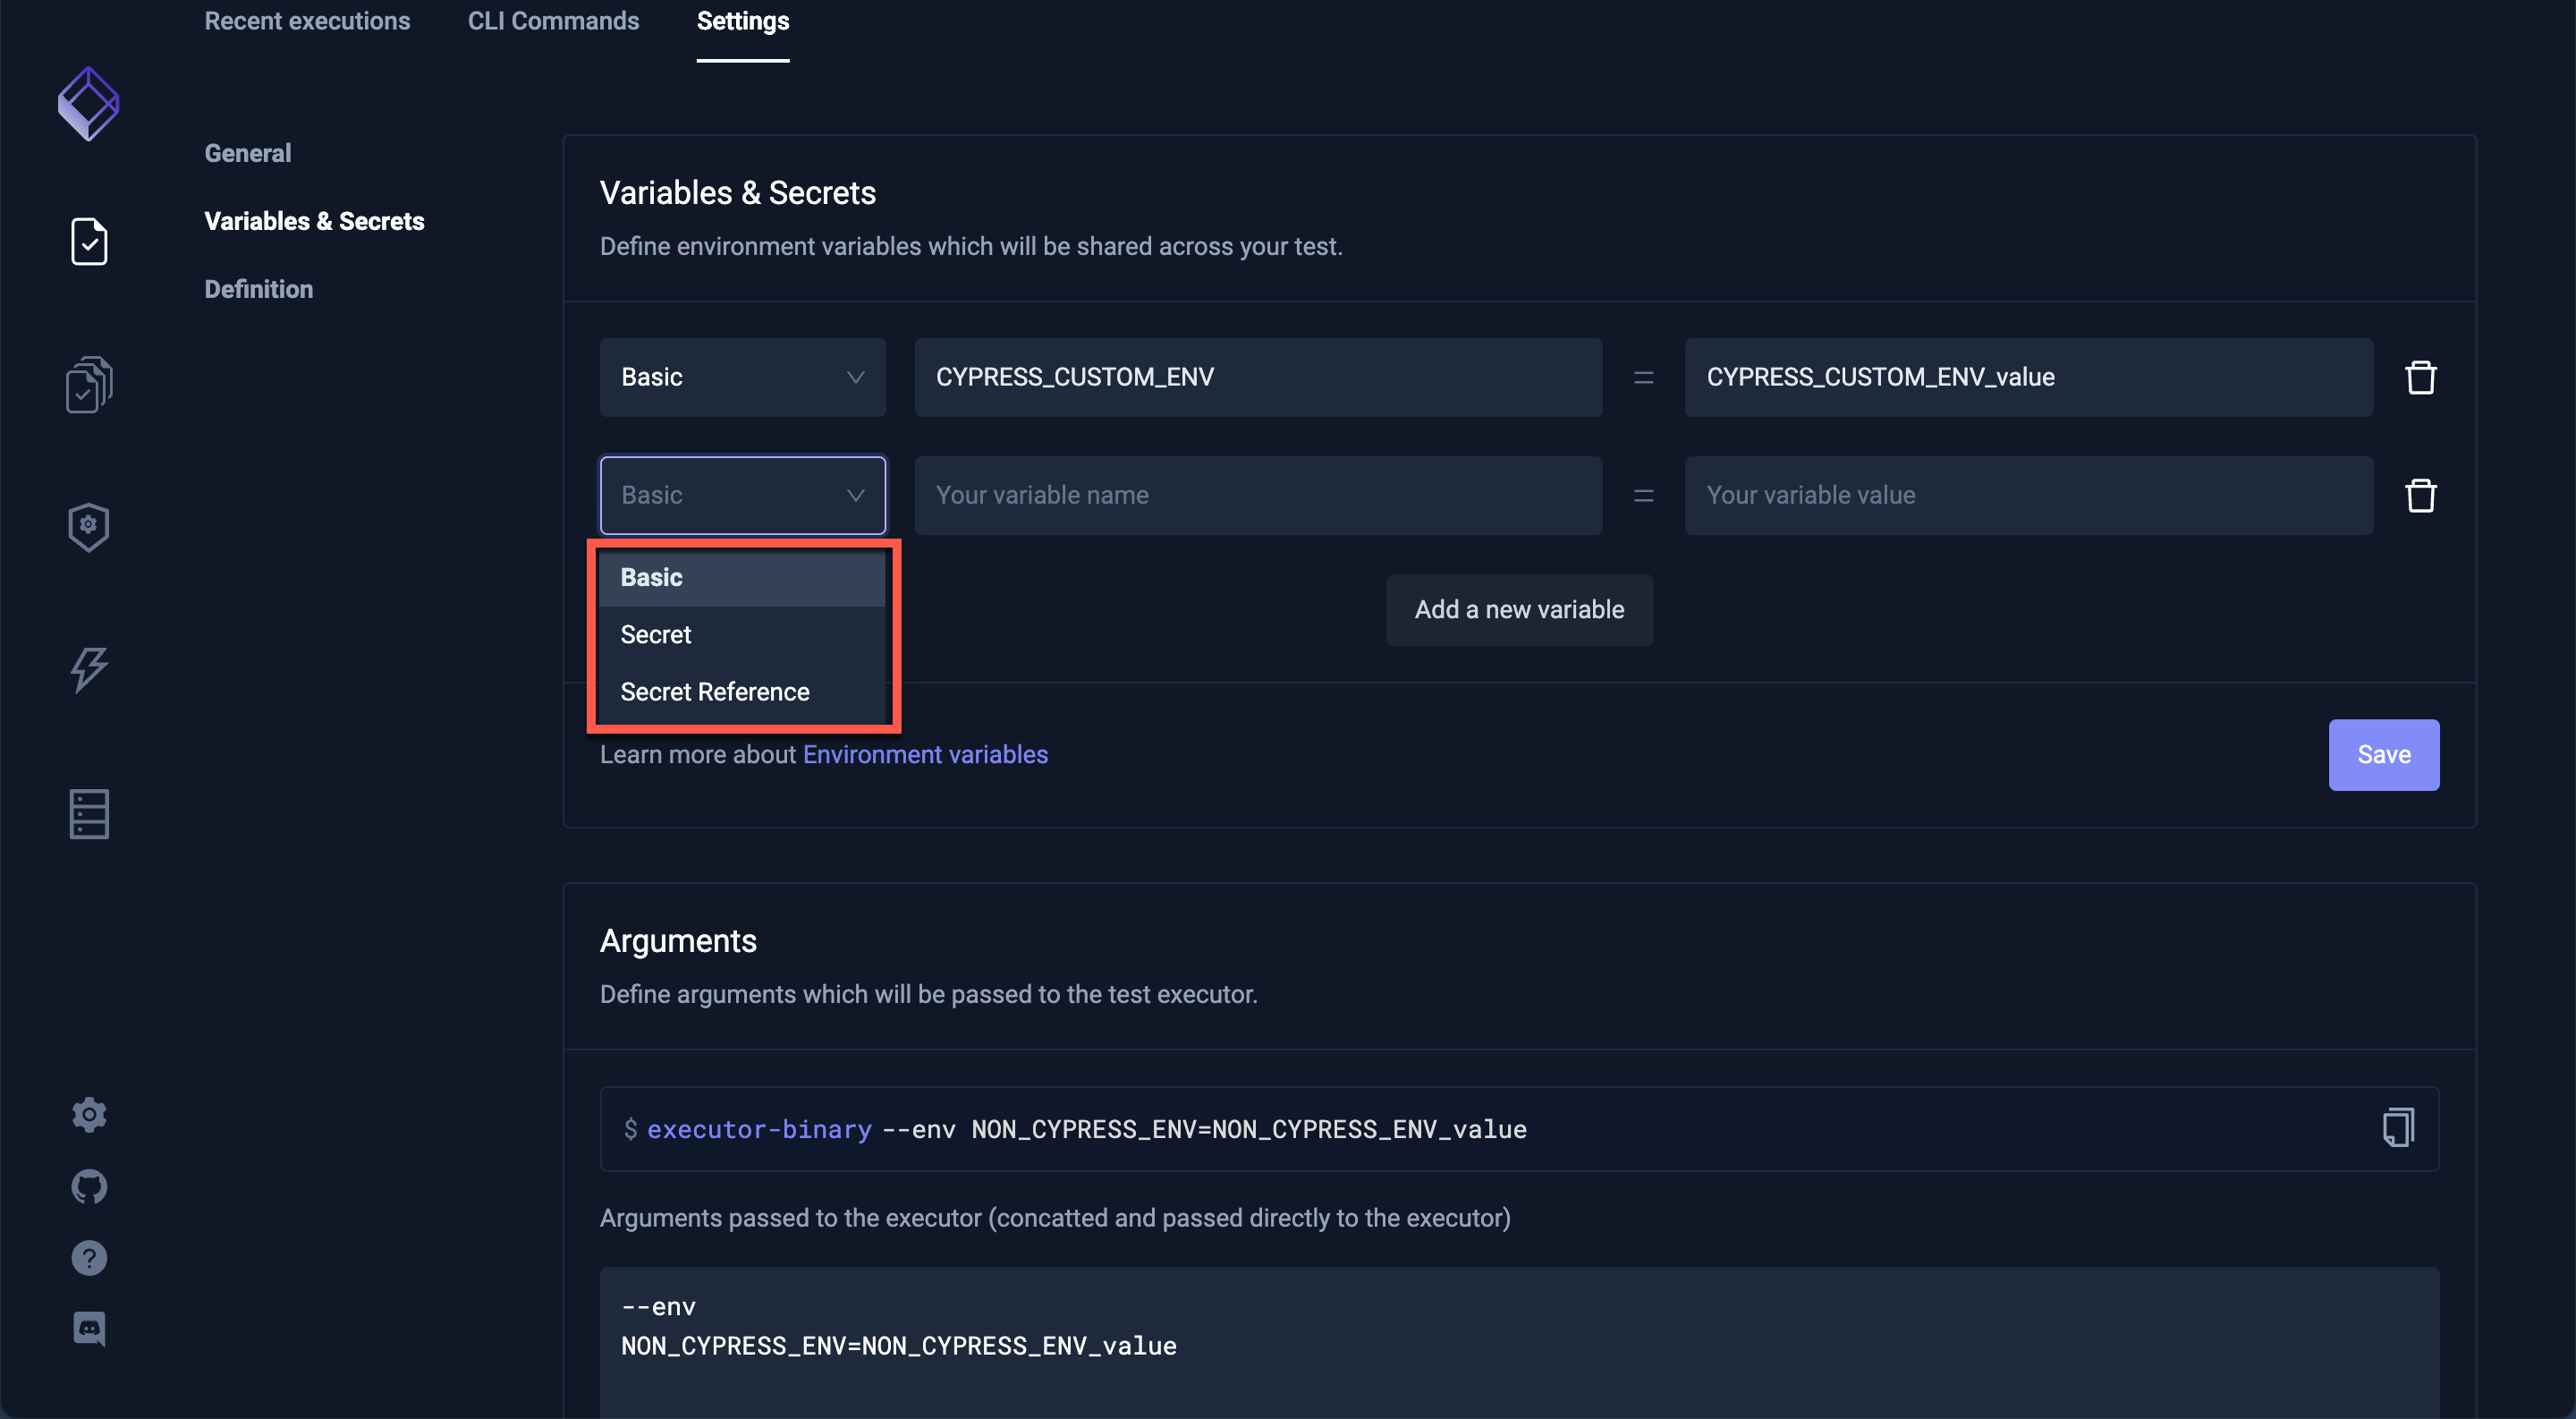 Recent executions CLI Commands Settings
General
Variables & Secrets
Definition
Variables & Secrets
Define environment variables which will be shared across your test.
Basic CYPRESS_CUSTOM_ENV = CYPRESS_CUSTOM_ENV_value
Basic Your variable name = Your variable value
Basic
Secret
Secret Reference
Add a new variable
Learn more about Environment variables
Save
Arguments
Define arguments which will be passed to the test executor.
$ executor-binary --env NON_CYPRESS_ENV=NON_CYPRESS_ENV_value
Arguments passed to the executor (concatted and passed directly to the executor)
--env
NON_CYPRESS_ENV=NON_CYPRESS_ENV_value